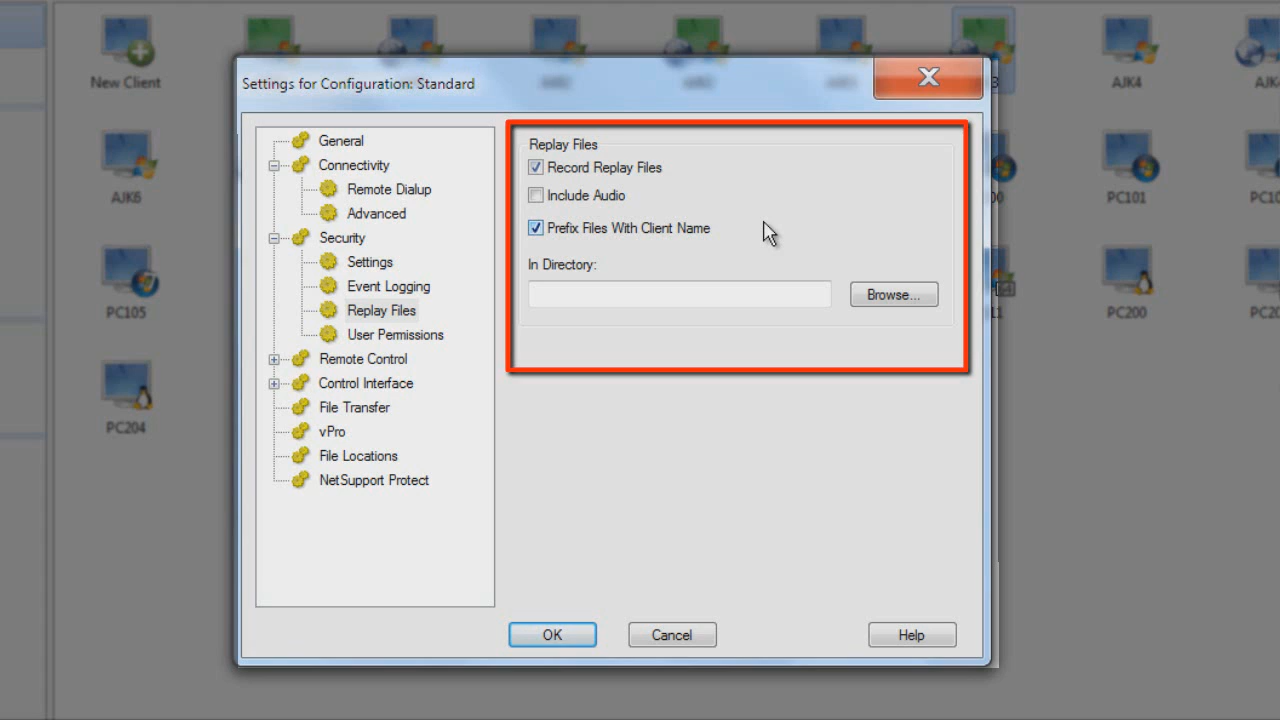 New Client
AJK4
AJK6
PC101
PC105
PC200
PC204
Settings for Configuration: Standard
General
Connectivity
Remote Dialup
Advanced
Security
Settings
Event Logging
Replay Files
User Permissions
Remote Control
Control Interface
File Transfer
vPro
File Locations
NetSupport Protect
Replay Files
Record Replay Files
Include Audio
Prefix Files With Client Name
In Directory:
Browse...
OK
Cancel
Help